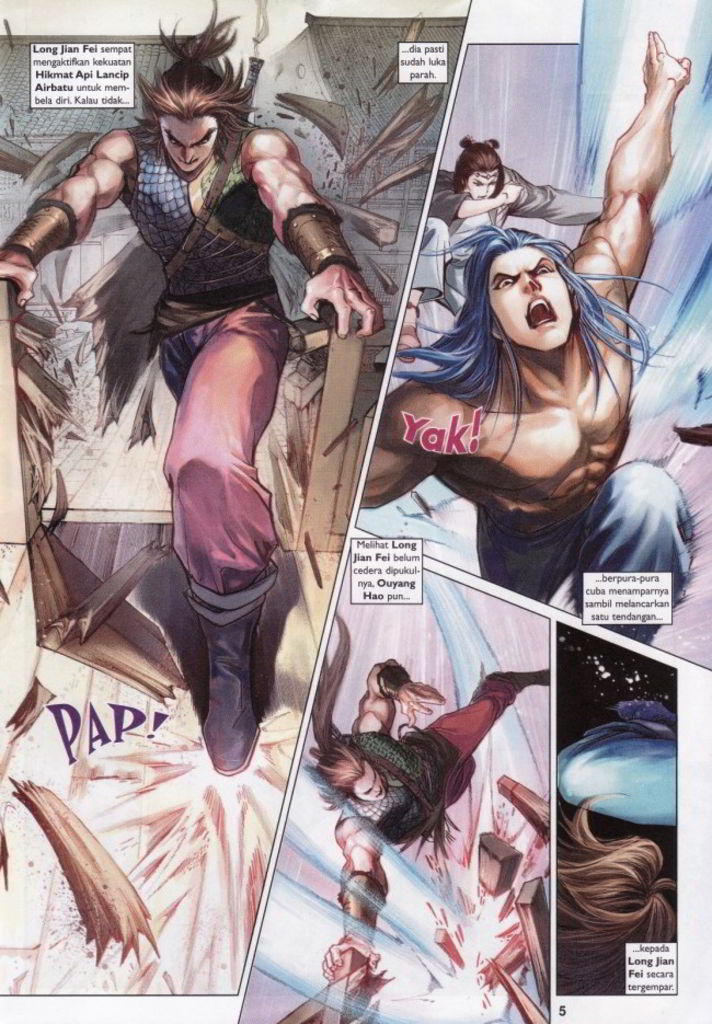 Long Jian Fei sempat
mengaktifkan kekuatan
Hikmat Api Lancip
Airbatu untuk mem-
bela diri. Kalau tidak...
...dia pasti
sudah luka
parah.
Yak!
PAP!
Melihat Long
Jian Fei belum
cedera dipukul-
nya, Ouyang
Hao pun...
...berpura-pura
cuba menamparnya
sambil melancarkan
satu tendangan...
...kepada
Long Jian
Fei secara
tergempar.
5